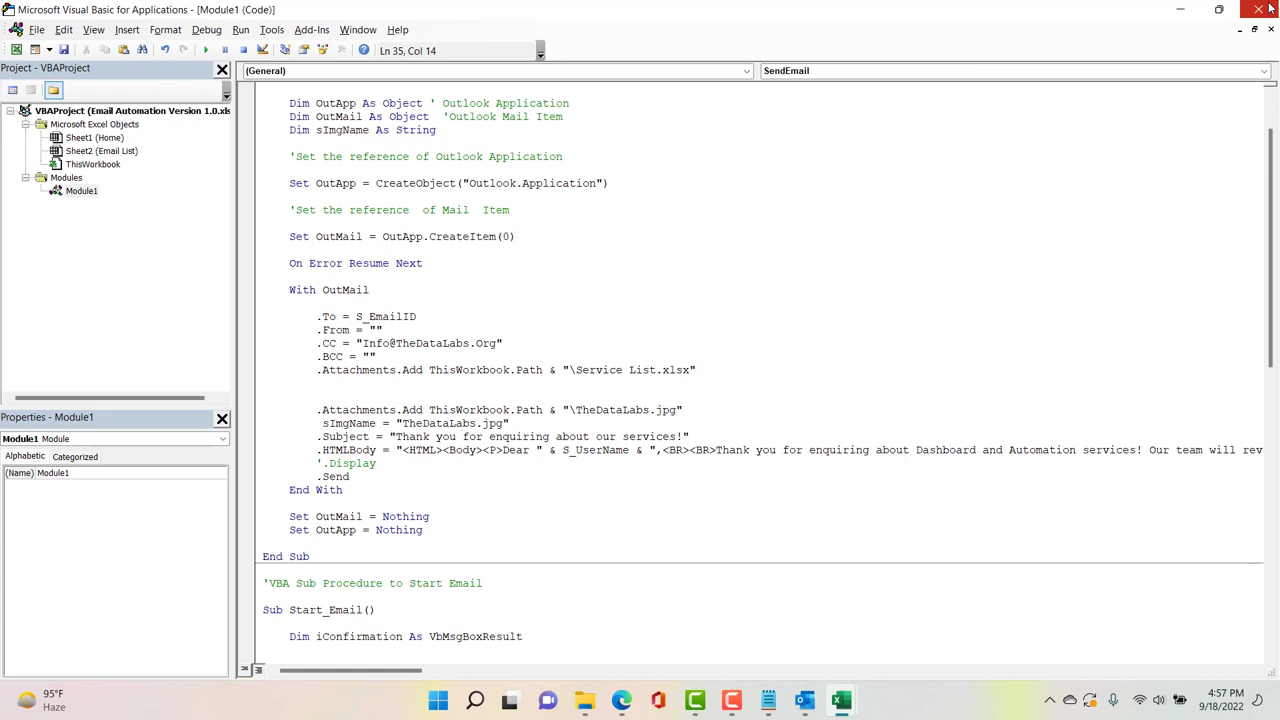 Microsoft Visual Basic for Applications - [Module1 (Code)]
File Edit View Insert Format Debug Run Tools Add-Ins Window Help
Ln 35, Col 14
Project - VBAProject
(General) SendEmail
VBAProject (Email Automation Version 1.0.xls
Microsoft Excel Objects
Sheet1 (Home)
Sheet2 (Email List)
ThisWorkbook
Modules
Module1
Properties - Module1
Module1 Module
Alphabetic Categorized
(Name) Module1
Dim OutApp As Object ' Outlook Application
Dim OutMail As Object 'Outlook Mail Item
Dim sImgName As String
'Set the reference of Outlook Application
Set OutApp = CreateObject("Outlook.Application")
'Set the reference of Mail Item
Set OutMail = OutApp.CreateItem(0)
On Error Resume Next
With OutMail
.To = S_EmailID
.From = ""
.CC = "Info@TheDataLabs.Org"
.BCC = ""
.Attachments.Add ThisWorkbook.Path & "\Service List.xlsx"
.Attachments.Add ThisWorkbook.Path & "\TheDataLabs.jpg"
sImgName = "TheDataLabs.jpg"
.Subject = "Thank you for enquiring about our services!"
.HTMLBody = "<HTML><Body><P>Dear " & S_UserName & ",<BR><BR>Thank you for enquiring about Dashboard and Automation services! Our team will rev
'.Display
.Send
End With
Set OutMail = Nothing
Set OutApp = Nothing
End Sub
'VBA Sub Procedure to Start Email
Sub Start_Email()
Dim iConfirmation As VbMsgBoxResult
95°F
Haze
4:57 PM
9/18/2022